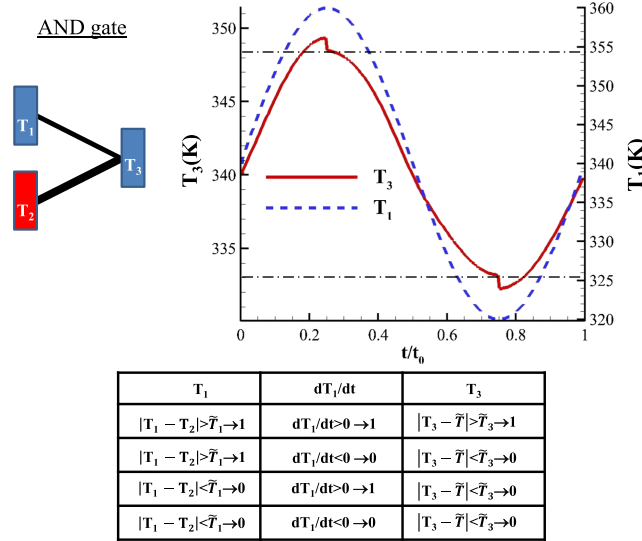 AND gate
T₁
T₂
T₃
T₃(K)
350
345
340
335
T₃
T₁
360
355
350
345
340
335
330
325
320
T₁(K)
0 0.2 0.4 0.6 0.8 1
t/t₀
T₁ dT₁/dt T₃
|T₁ − T₂|>T̃₁→1 dT₁/dt>0→1 |T₃ − T̃|>T̃₃→1
|T₁ − T₂|>T̃₁→1 dT₁/dt<0→0 |T₃ − T̃|<T̃₃→0
|T₁ − T₂|<T̃₁→0 dT₁/dt>0→1 |T₃ − T̃|<T̃₃→0
|T₁ − T₂|<T̃₁→0 dT₁/dt<0→0 |T₃ − T̃|<T̃₃→0